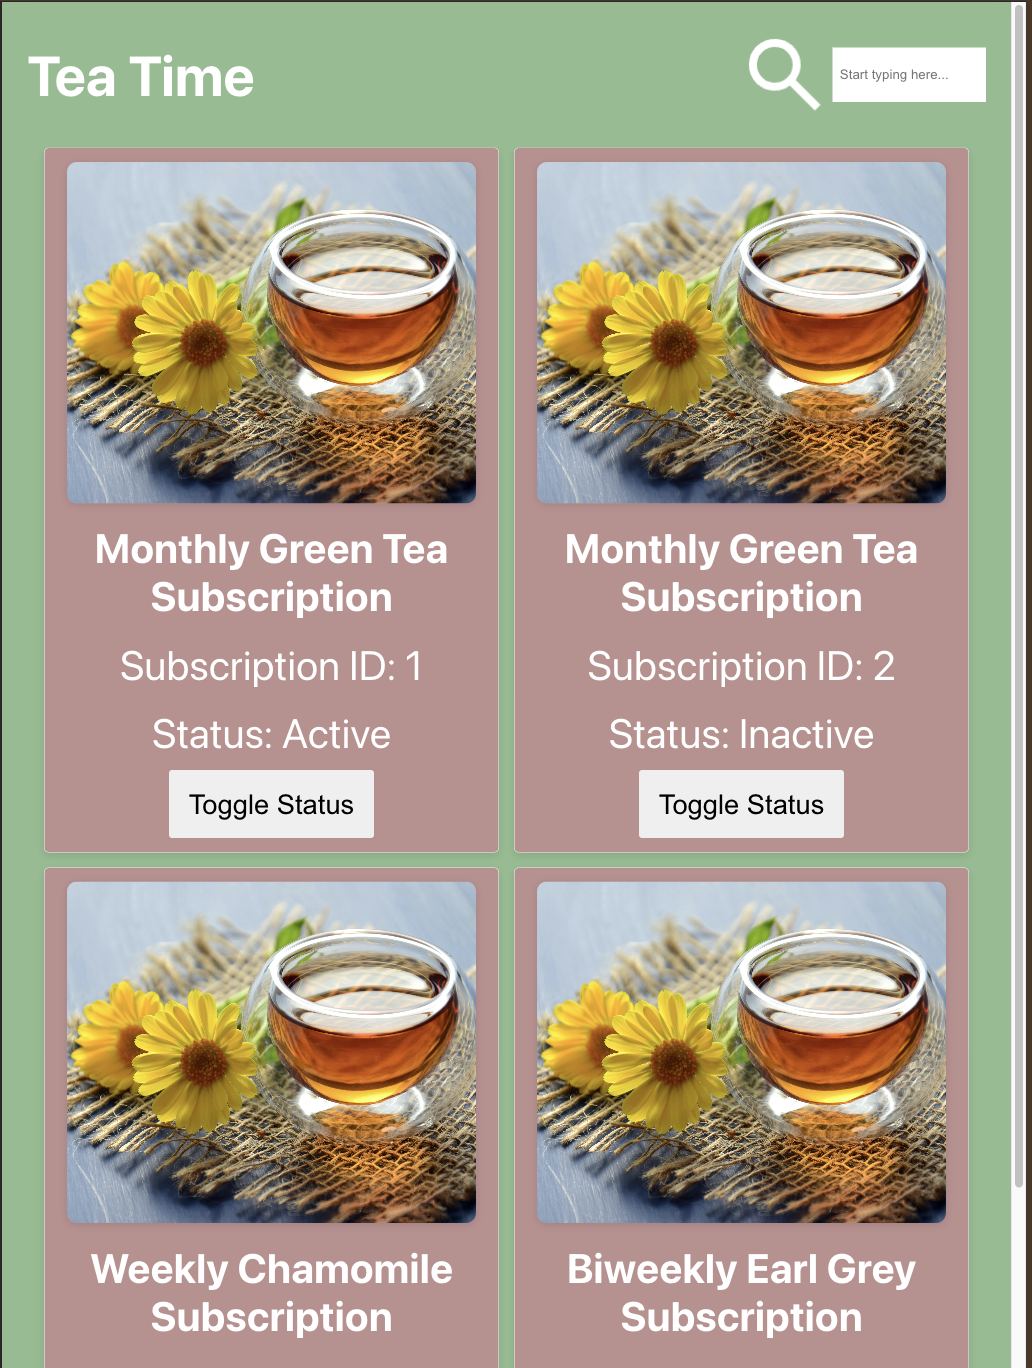 Tea Time
Start typing here...
Monthly Green Tea
Subscription
Subscription ID: 1
Status: Active
Toggle Status
Monthly Green Tea
Subscription
Subscription ID: 2
Status: Inactive
Toggle Status
Weekly Chamomile
Subscription
Biweekly Earl Grey
Subscription